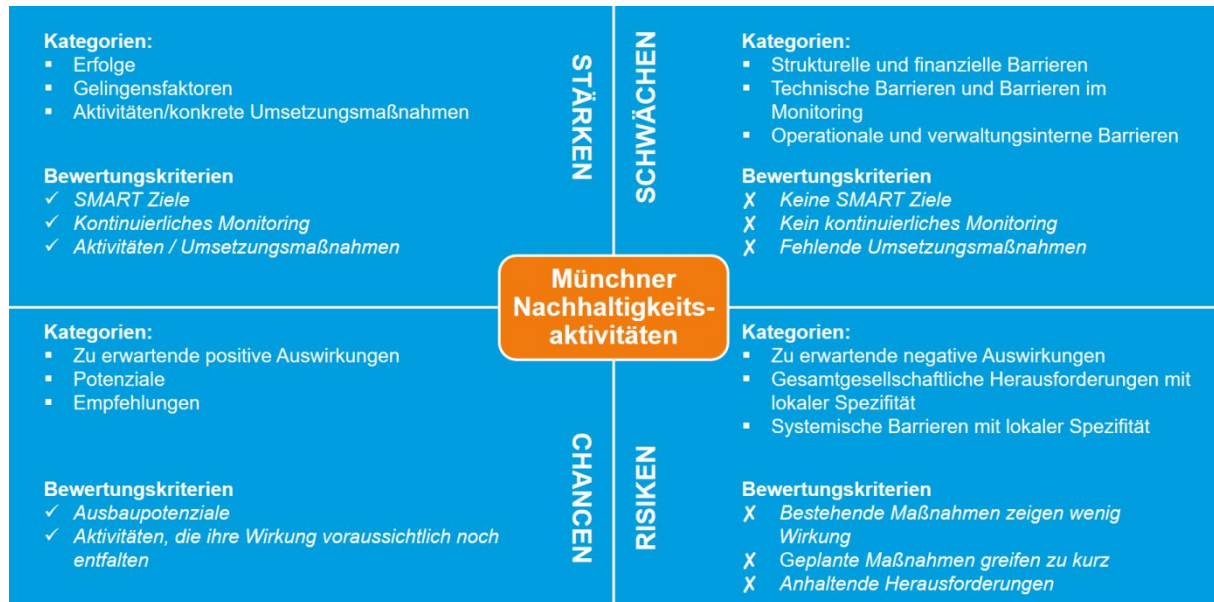 Kategorien:
▪ Erfolge
▪ Gelingensfaktoren
▪ Aktivitäten/konkrete Umsetzungsmaßnahmen
Bewertungskriterien
✓ SMART Ziele
✓ Kontinuierliches Monitoring
✓ Aktivitäten / Umsetzungsmaßnahmen
STÄRKEN
SCHWÄCHEN
Kategorien:
▪ Strukturelle und finanzielle Barrieren
▪ Technische Barrieren und Barrieren im
Monitoring
▪ Operationale und verwaltungsinterne Barrieren
Bewertungskriterien
✗ Keine SMART Ziele
✗ Kein kontinuierliches Monitoring
✗ Fehlende Umsetzungsmaßnahmen
Münchner
Nachhaltigkeits-
aktivitäten
Kategorien:
▪ Zu erwartende positive Auswirkungen
▪ Potenziale
▪ Empfehlungen
Bewertungskriterien
✓ Ausbaupotenziale
✓ Aktivitäten, die ihre Wirkung voraussichtlich noch
entfalten
CHANCEN
RISIKEN
Kategorien:
▪ Zu erwartende negative Auswirkungen
▪ Gesamtgesellschaftliche Herausforderungen mit
lokaler Spezifität
▪ Systemische Barrieren mit lokaler Spezifität
Bewertungskriterien
✗ Bestehende Maßnahmen zeigen wenig
Wirkung
✗ Geplante Maßnahmen greifen zu kurz
✗ Anhaltende Herausforderungen